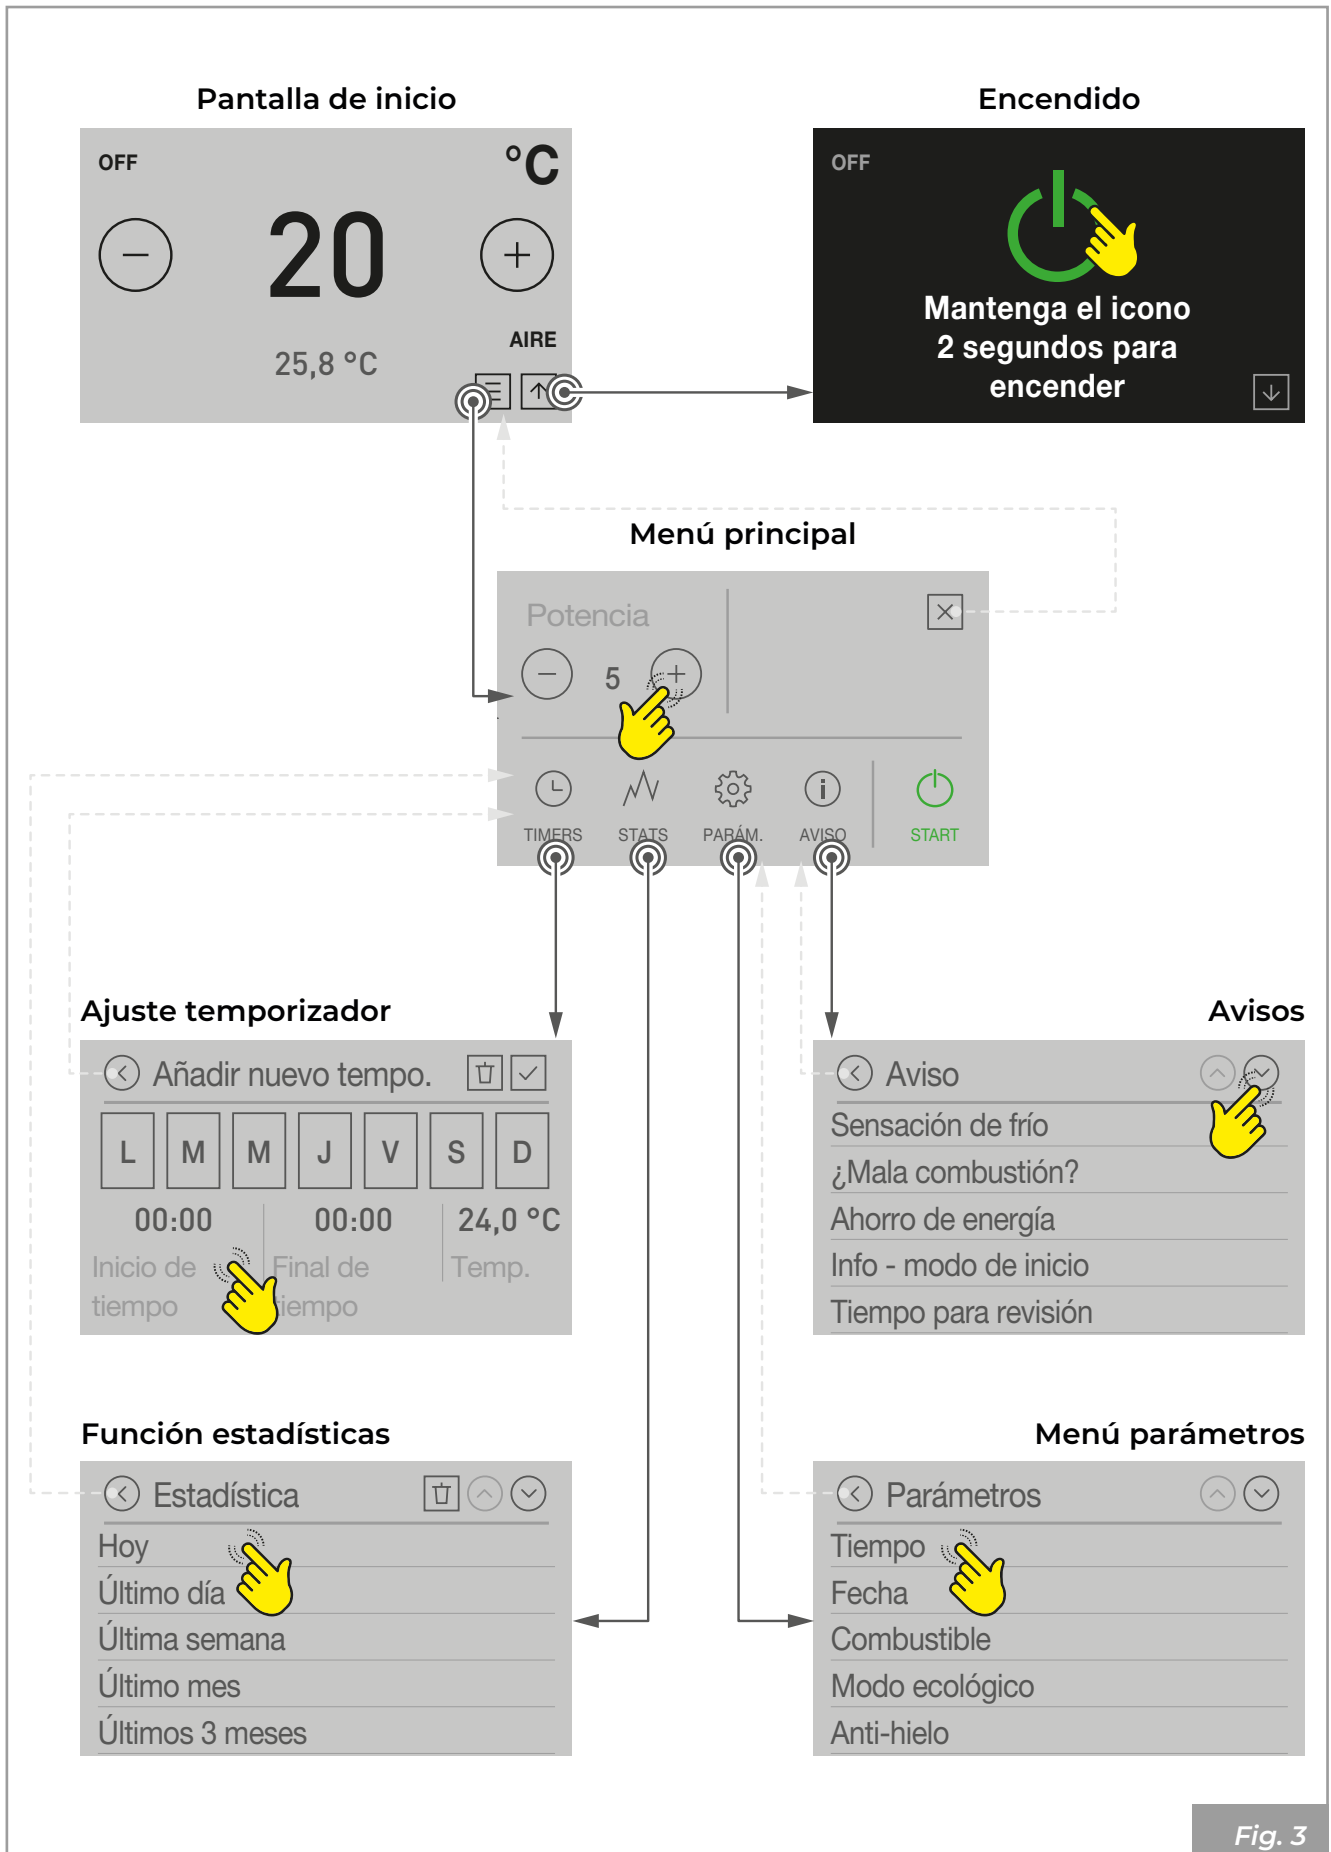 Pantalla de inicio
OFF
°C
20
AIRE
25,8 °C
Encendido
OFF
Mantenga el icono
2 segundos para
encender
Menú principal
Potencia
5
TIMERS STATS PARÁM. AVISO START
Ajuste temporizador
Añadir nuevo tempo.
L M M J V S D
00:00 00:00 24,0 °C
Inicio de Final de Temp.
tiempo tiempo
Avisos
Aviso
Sensación de frío
¿Mala combustión?
Ahorro de energía
Info - modo de inicio
Tiempo para revisión
Función estadísticas
Estadística
Hoy
Último día
Última semana
Último mes
Últimos 3 meses
Menú parámetros
Parámetros
Tiempo
Fecha
Combustible
Modo ecológico
Anti-hielo
Fig. 3